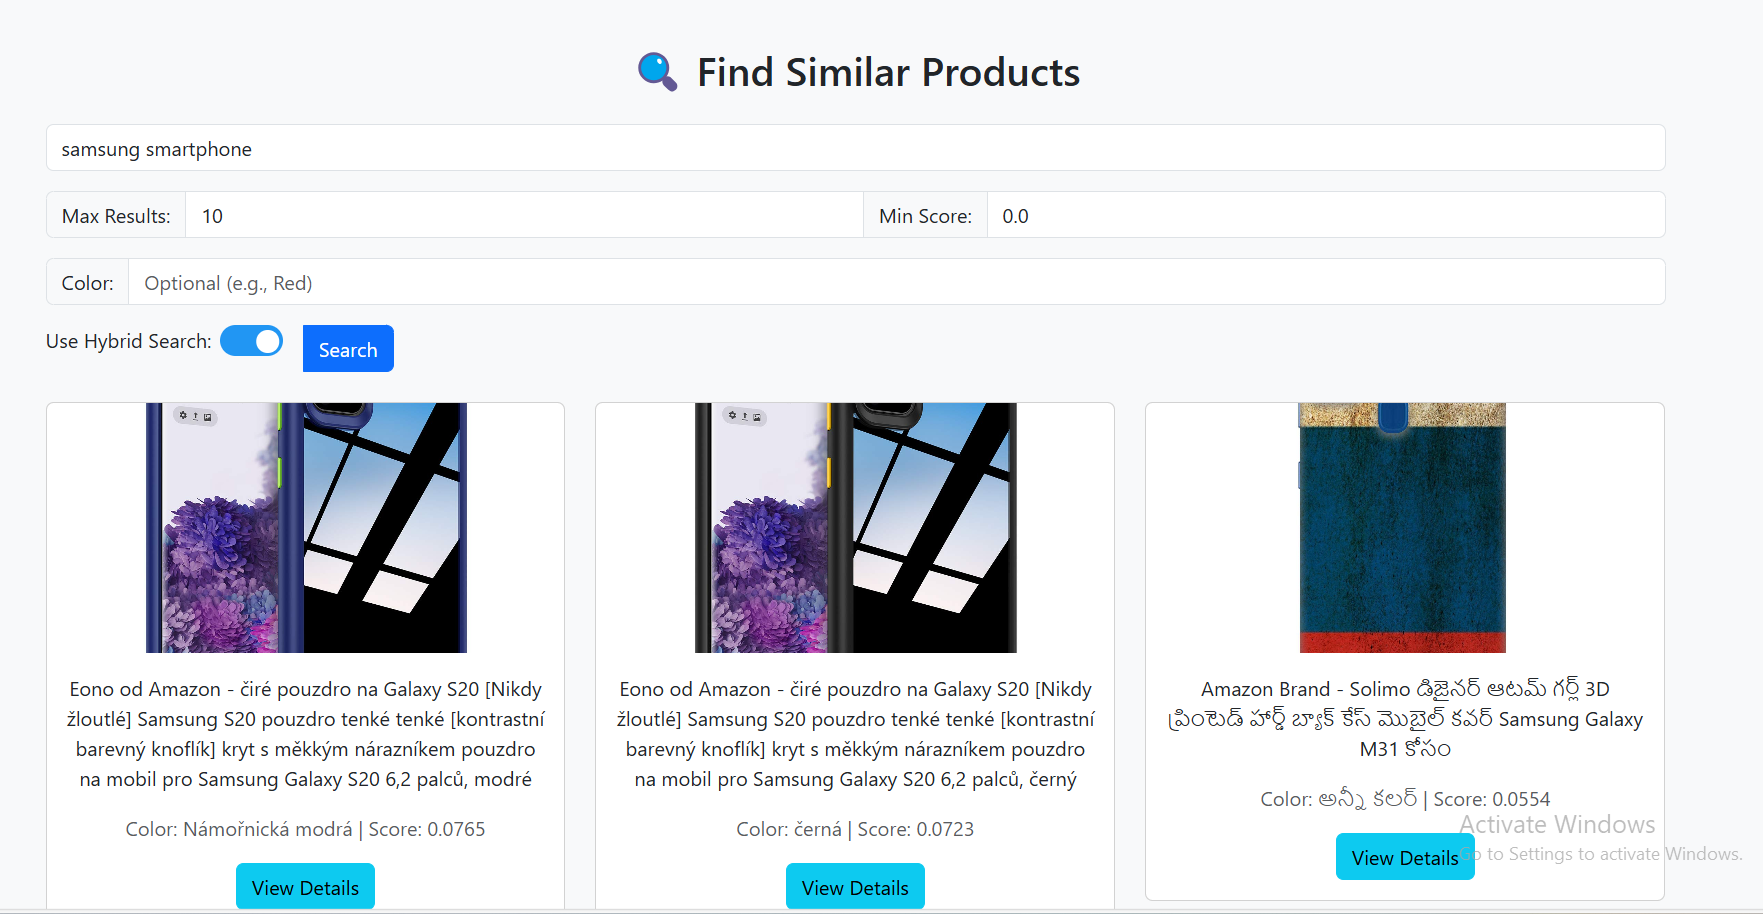 Find Similar Products
samsung smartphone
Max Results: 10 Min Score: 0.0
Color: Optional (e.g., Red)
Use Hybrid Search: Search
Eono od Amazon - čiré pouzdro na Galaxy S20 [Nikdy
žloutlé] Samsung S20 pouzdro tenké tenké [kontrastní
barevný knoflík] kryt s měkkým nárazníkem pouzdro
na mobil pro Samsung Galaxy S20 6,2 palců, modré
Color: Námořnická modrá | Score: 0.0765
View Details
Eono od Amazon - čiré pouzdro na Galaxy S20 [Nikdy
žloutlé] Samsung S20 pouzdro tenké tenké [kontrastní
barevný knoflík] kryt s měkkým nárazníkem pouzdro
na mobil pro Samsung Galaxy S20 6,2 palců, černý
Color: černá | Score: 0.0723
View Details
Amazon Brand - Solimo డిజైనర్ ఆటమ్ గర్ల్ 3D
ప్రింటెడ్ హార్డ్ బ్యాక్ కేస్ మొబైల్ కవర్ Samsung Galaxy
M31 కోసం
Color: అన్నీ కలర్ | Score: 0.0554
View Details
Activate Windows
Go to Settings to activate Windows.